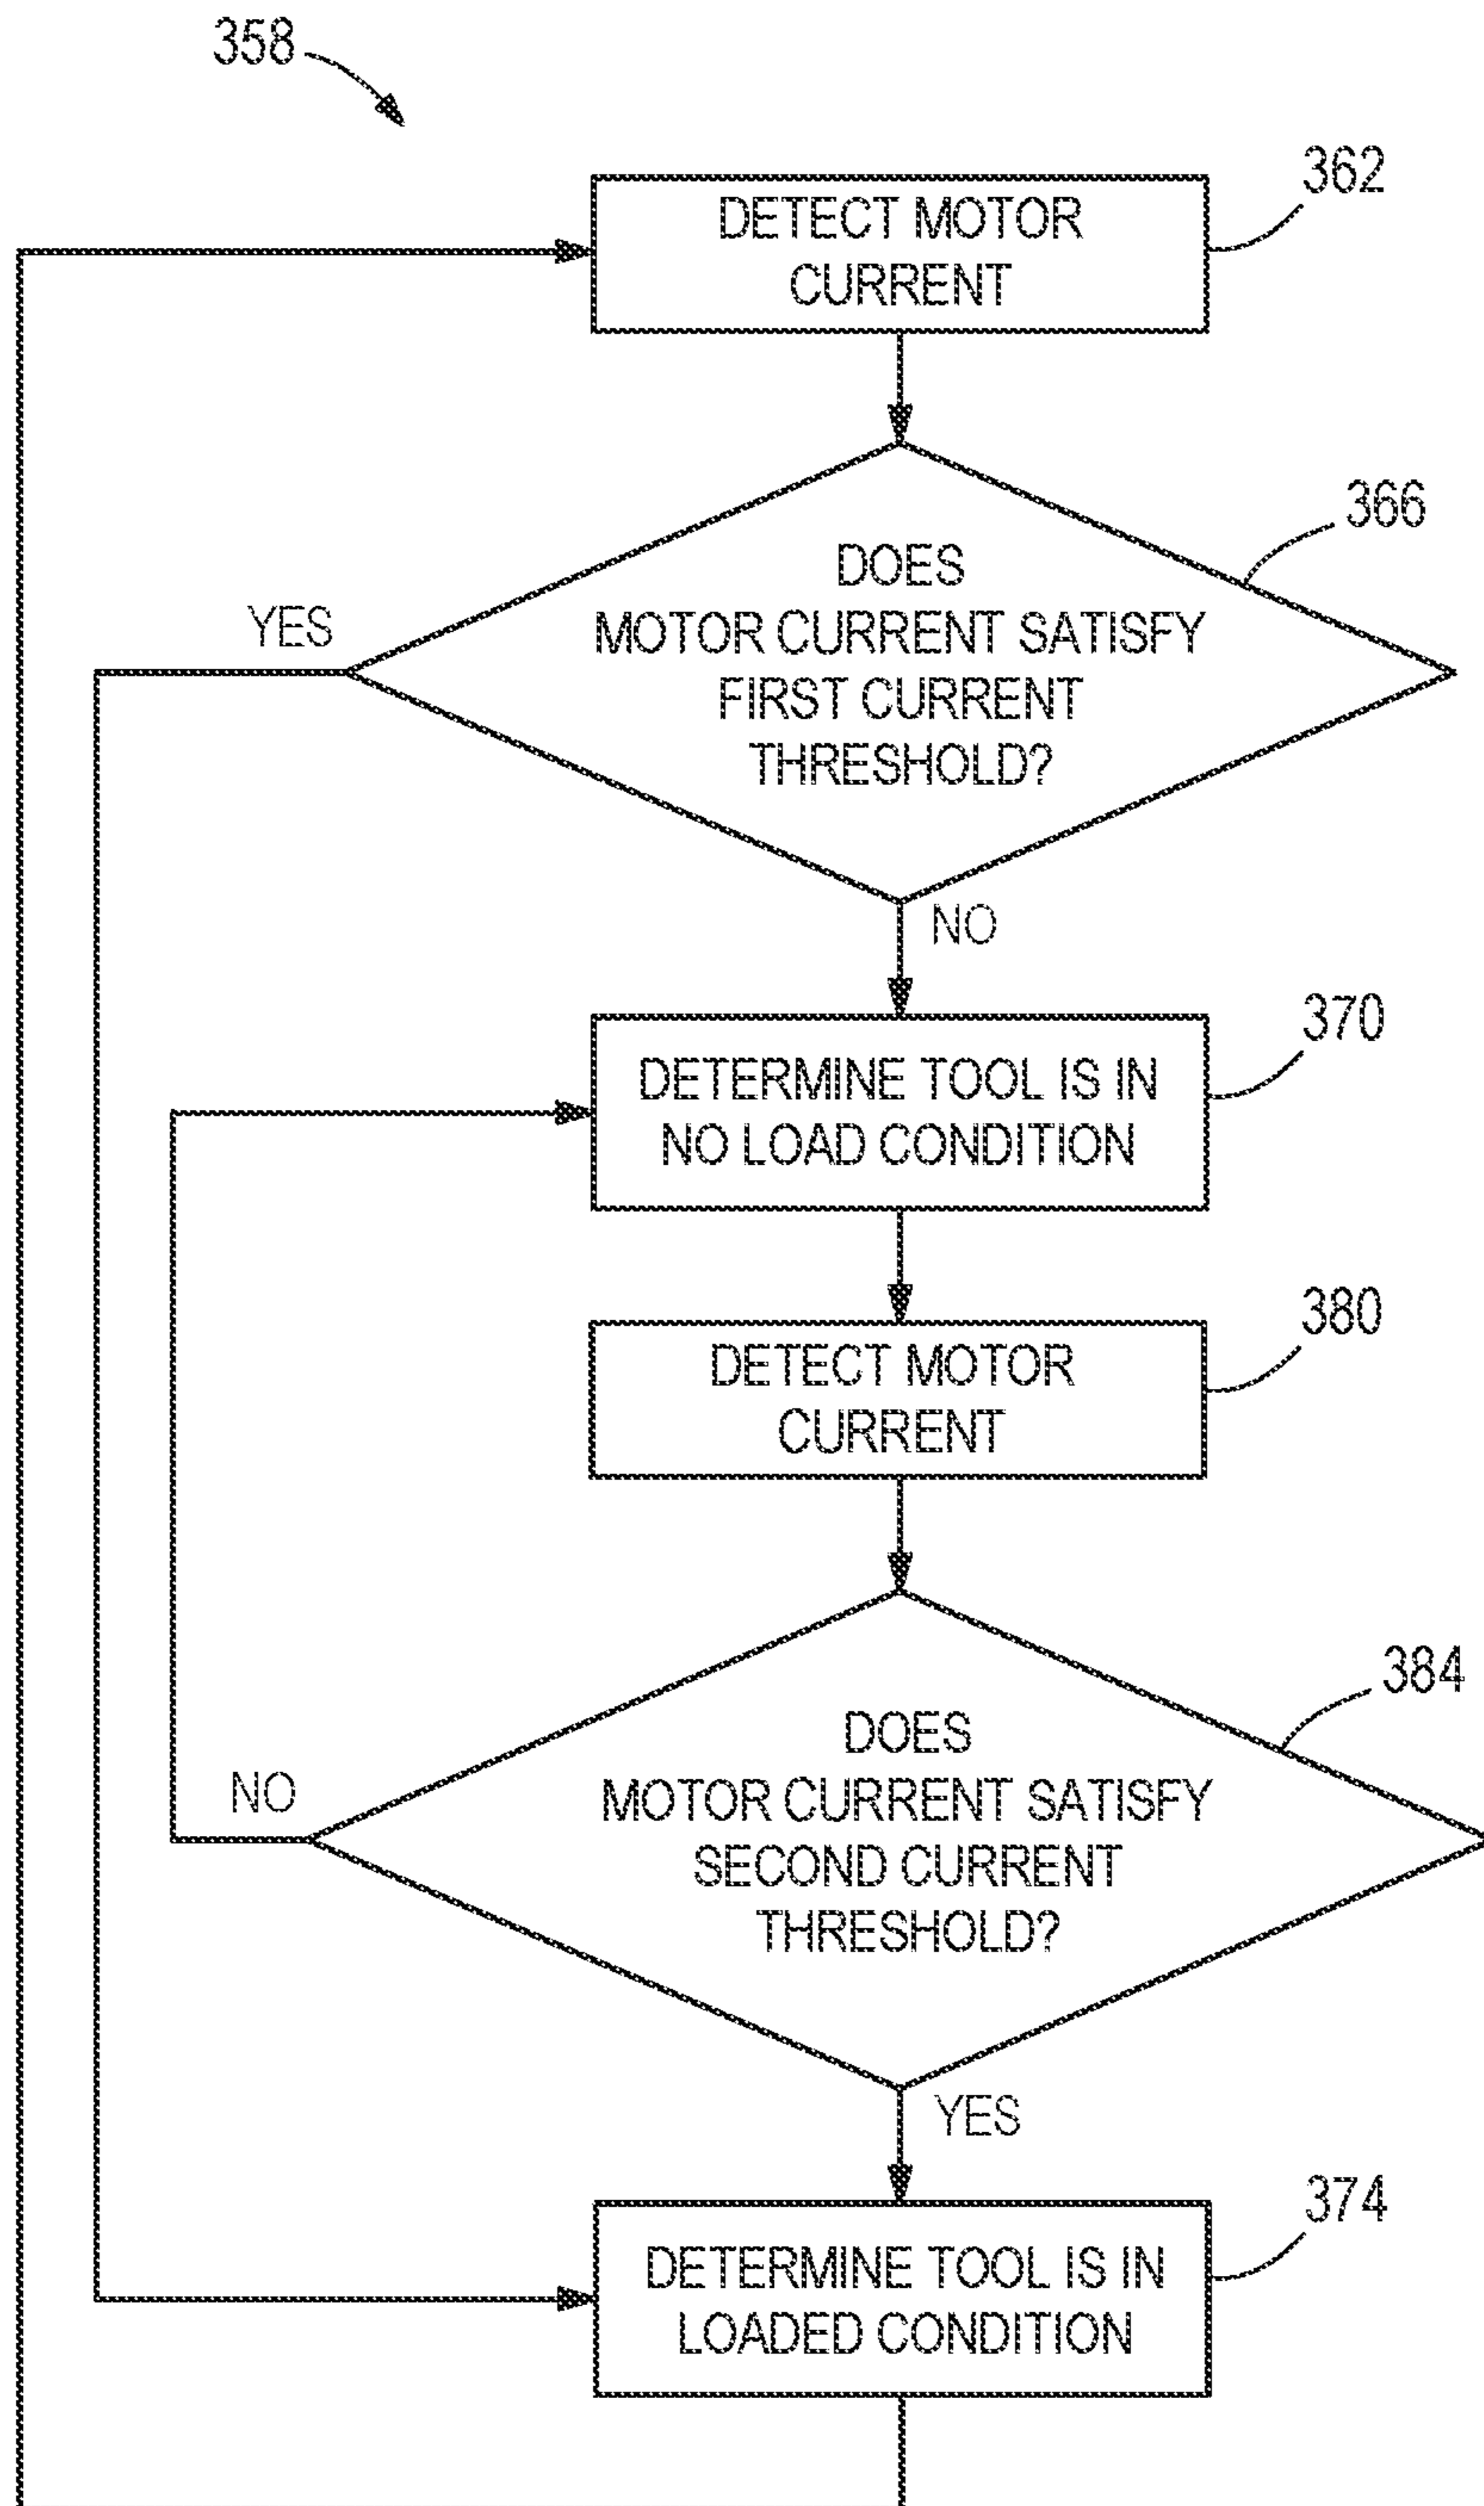 358
362
DETECT MOTOR
CURRENT
366
DOES
MOTOR CURRENT SATISFY
FIRST CURRENT
THRESHOLD?
YES
NO
370
DETERMINE TOOL IS IN
NO LOAD CONDITION
380
DETECT MOTOR
CURRENT
384
DOES
MOTOR CURRENT SATISFY
SECOND CURRENT
THRESHOLD?
NO
YES
374
DETERMINE TOOL IS IN
LOADED CONDITION